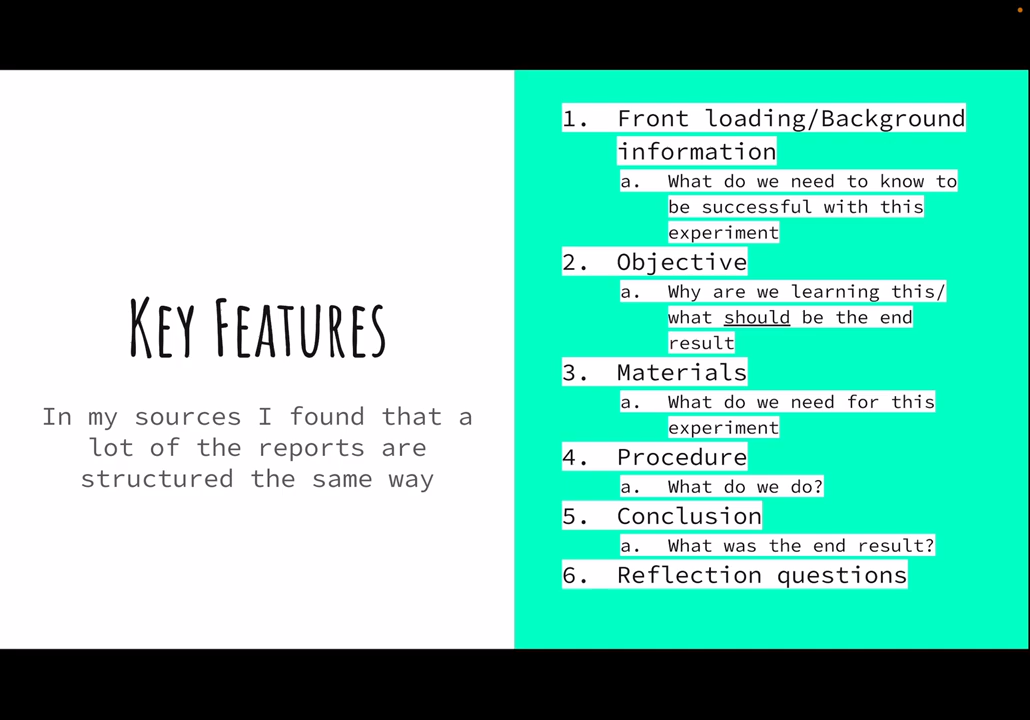 Key Features
In my sources I found that a
lot of the reports are
structured the same way
1. Front loading/Background
information
a. What do we need to know to
be successful with this
experiment
2. Objective
a. Why are we learning this/
what should be the end
result
3. Materials
a. What do we need for this
experiment
4. Procedure
a. What do we do?
5. Conclusion
a. What was the end result?
6. Reflection questions